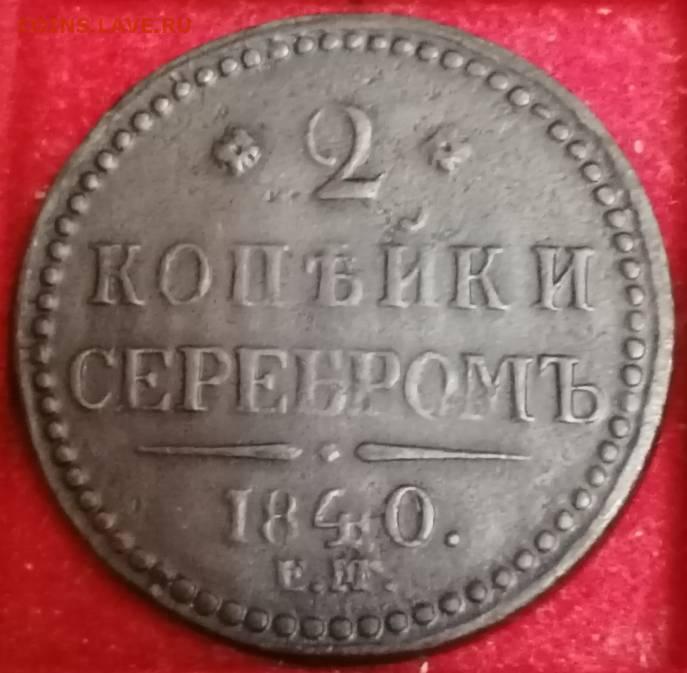 COINS.LAVE.RU
2
КОПѢЙКИ
СЕРЕБРОМЪ
1840.
Е.М.